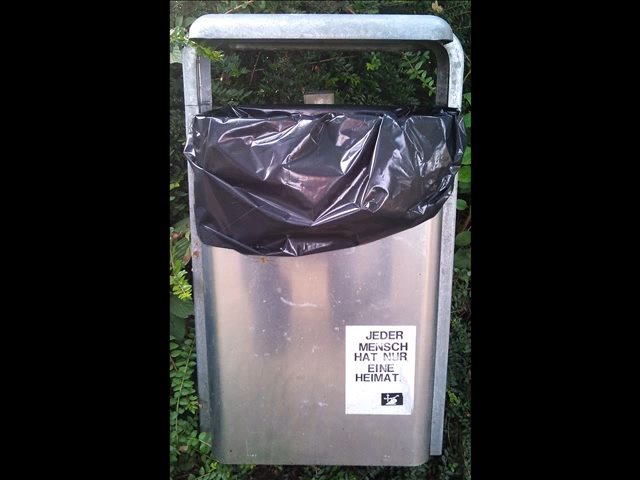 JEDER
MENSCH
HAT NUR
EINE
HEIMAT.